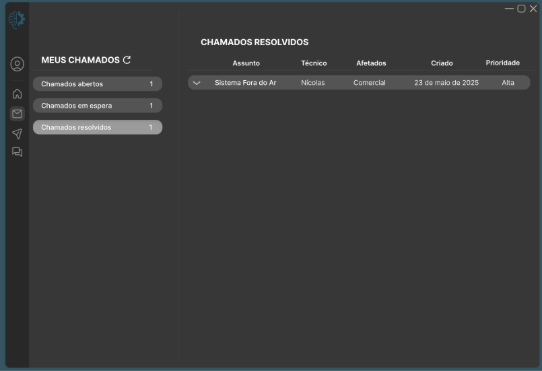 MEUS CHAMADOS
Chamados abertos 1
Chamados em espera 1
Chamados resolvidos 1
CHAMADOS RESOLVIDOS
Assunto Técnico Afetados Criado Prioridade
Sistema Fora do Ar Nícolas Comercial 23 de maio de 2025 Alta